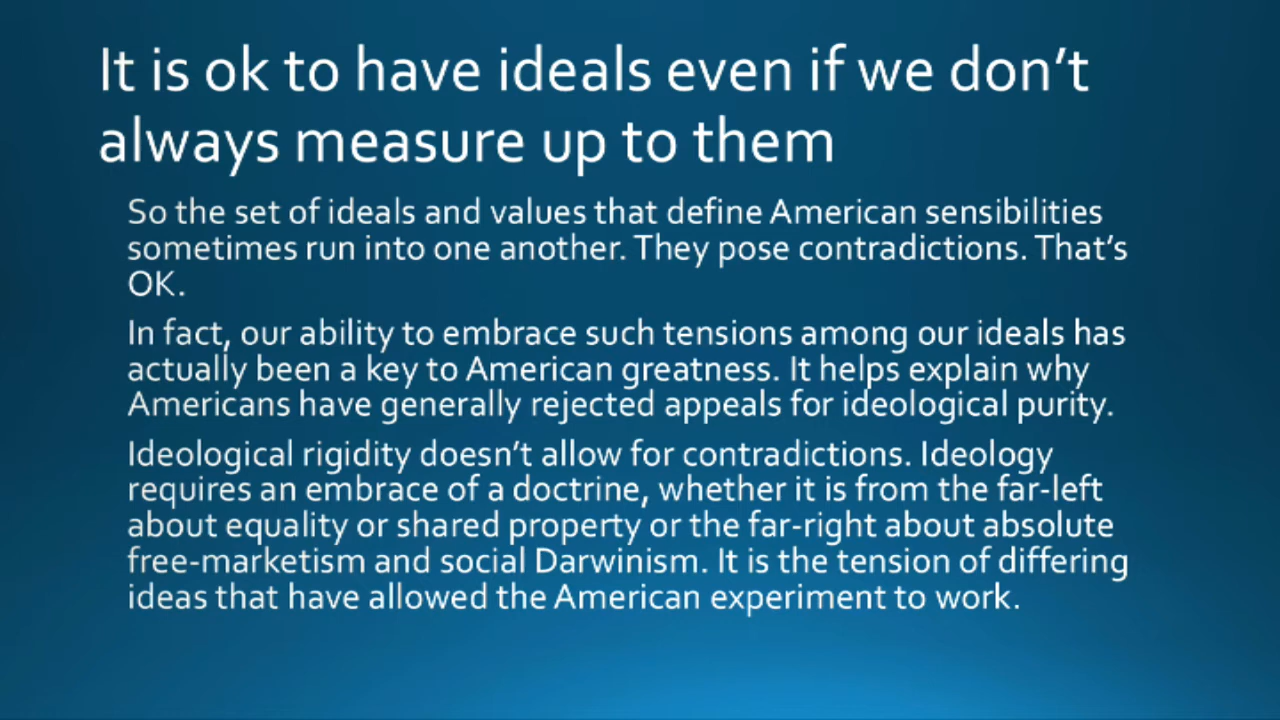 It is ok to have ideals even if we don’t
always measure up to them
So the set of ideals and values that define American sensibilities
sometimes run into one another. They pose contradictions. That’s
OK.
In fact, our ability to embrace such tensions among our ideals has
actually been a key to American greatness. It helps explain why
Americans have generally rejected appeals for ideological purity.
Ideological rigidity doesn’t allow for contradictions. Ideology
requires an embrace of a doctrine, whether it is from the far-left
about equality or shared property or the far-right about absolute
free-marketism and social Darwinism. It is the tension of differing
ideas that have allowed the American experiment to work.